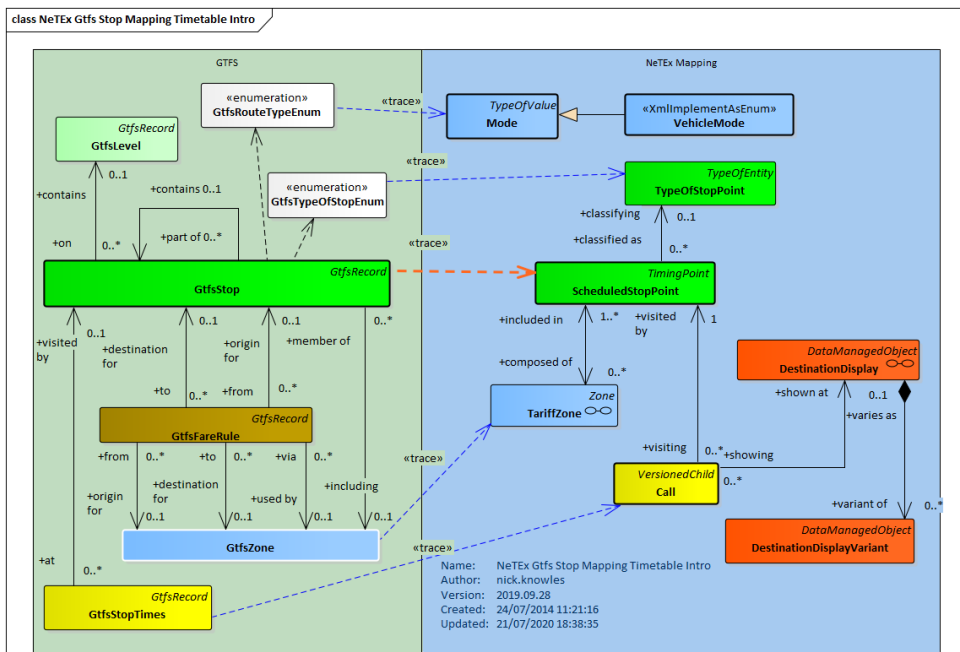 class NeTEx Gtfs Stop Mapping Timetable Intro
GTFS
NeTEx Mapping
«enumeration»
GtfsRouteTypeEnum
«trace»
TypeOfValue
Mode
«XmlImplementAsEnum»
VehicleMode
GtfsRecord
GtfsLevel
«trace»
0..1
+contains
+contains 0..1
«enumeration»
GtfsTypeOfStopEnum
TypeOfEntity
TypeOfStopPoint
+classifying
0..1
+part of 0..*
+on
0..*
«trace»
+classified as
0..*
GtfsRecord
GtfsStop
TimingPoint
ScheduledStopPoint
0..1
+visited
by
0..1
+destination
for
0..1
+origin
for
0..*
+member of
+included in
1..*
+visited
by
1
+composed of
0..*
DataManagedObject
DestinationDisplay
+to
0..*
+from
0..*
Zone
TariffZone
+shown at
0..1
+varies as
GtfsRecord
GtfsFareRule
+from
0..*
+to
0..*
+via
0..*
«trace»
+visiting
0..*
+showing
0..*
VersionedChild
Call
+origin
for
+destination
for
+used by
+including
0..1
0..1
0..1
0..1
+variant of
0..*
GtfsZone
DataManagedObject
DestinationDisplayVariant
«trace»
+at
0..*
GtfsRecord
GtfsStopTimes
Name: NeTEx Gtfs Stop Mapping Timetable Intro
Author: nick.knowles
Version: 2019.09.28
Created: 24/07/2014 11:21:16
Updated: 21/07/2020 18:38:35